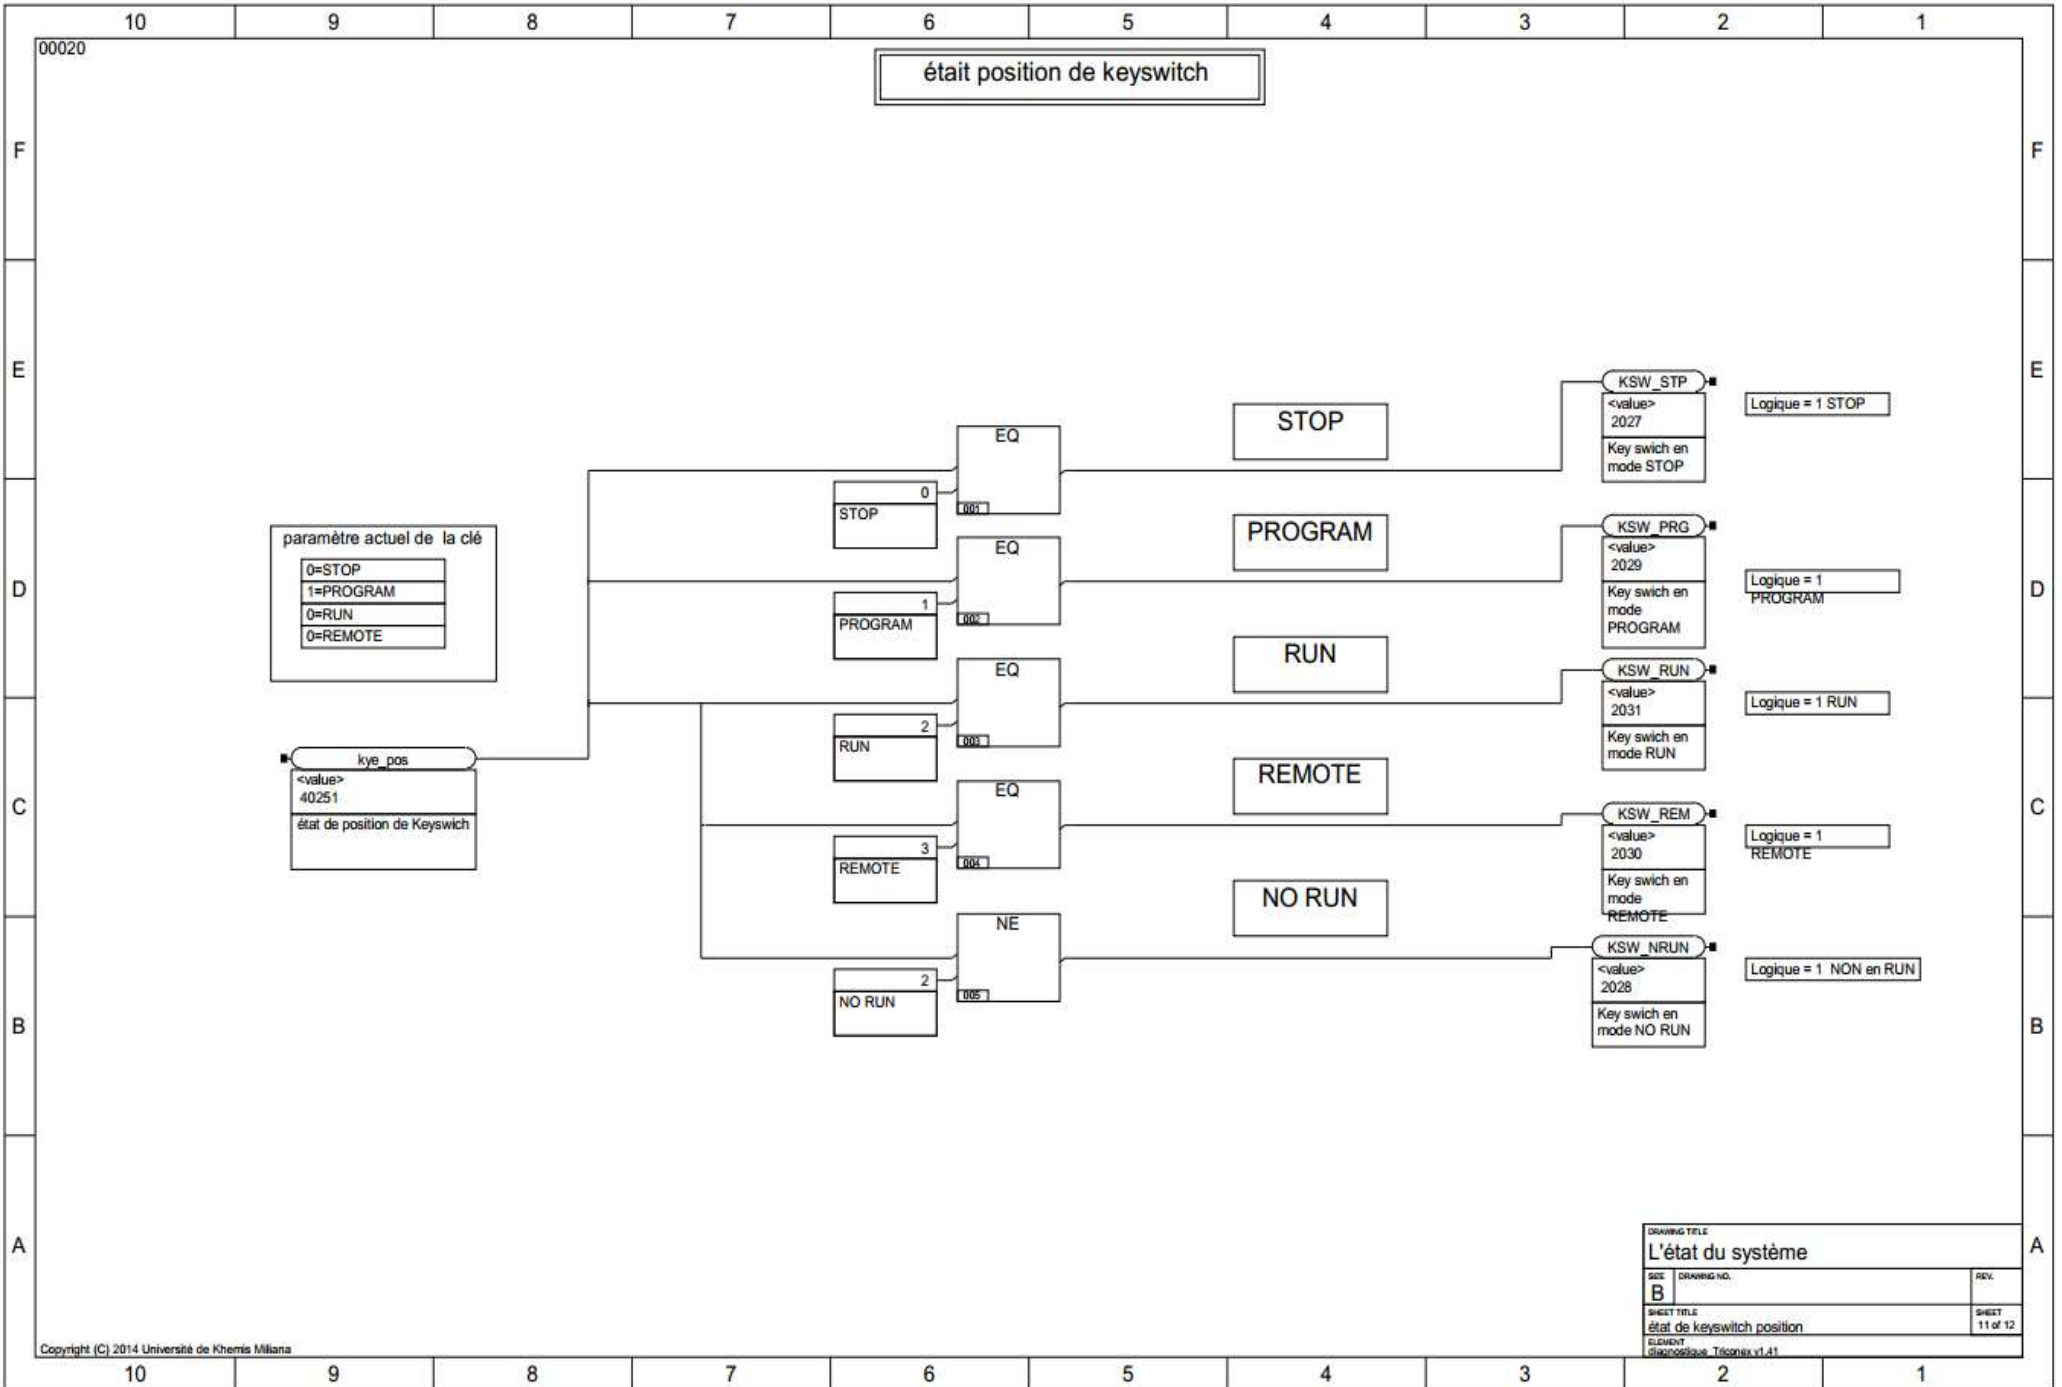 10 9 8 7 6 5 4 3 2 1
00020
était position de keyswitch
F F
E E
D D
C C
B B
A A
paramètre actuel de la clé
0=STOP
1=PROGRAM
0=RUN
0=REMOTE
kye_pos
<value>
40251
état de position de Keyswich
EQ
0
STOP
001
EQ
1
PROGRAM
002
EQ
2
RUN
003
EQ
3
REMOTE
004
NE
2
NO RUN
005
STOP
PROGRAM
RUN
REMOTE
NO RUN
KSW_STP
<value>
2027
Key swich en
mode STOP
Logique = 1 STOP
KSW_PRG
<value>
2029
Key swich en
mode
PROGRAM
Logique = 1
PROGRAM
KSW_RUN
<value>
2031
Key swich en
mode RUN
Logique = 1 RUN
KSW_REM
<value>
2030
Key swich en
mode
REMOTE
Logique = 1
REMOTE
KSW_NRUN
<value>
2028
Key swich en
mode NO RUN
Logique = 1 NON en RUN
DRAWING TITLE
L'état du système
SIZE DRAWING NO. REV.
B
SHEET TITLE SHEET
état de keyswitch position 11 of 12
ELEMENT
diagnostique_Triconex v1.41
Copyright (C) 2014 Université de Khemis Miliana
10 9 8 7 6 5 4 3 2 1